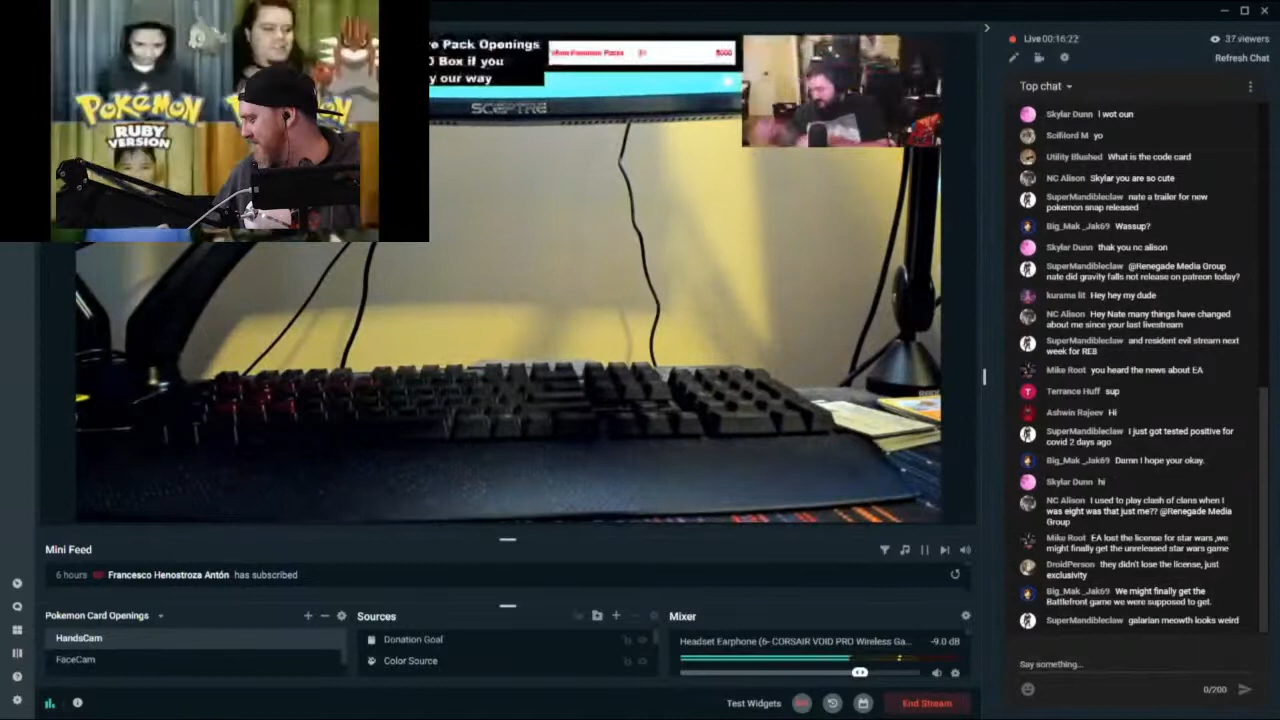 POKéMON
RUBY
VERSION
e Pack Openings
0 Box if you
y our way
SCEPTRE
Live 00:16:22
37 viewers
Refresh Chat
Top chat
Skylar Dunn I wot oun
Scifilord M yo
Utility Blushed What is the code card
NC Alison Skylar you are so cute
SuperMandibleclaw nate a trailer for new
pokemon snap released
Big_Mak _Jak69 Wassup?
Skylar Dunn thak you nc alison
SuperMandibleclaw @Renegade Media Group
nate did gravity falls not release on patreon today?
kurama lit Hey hey my dude
NC Alison Hey Nate many things have changed
about me since your last livestream
SuperMandibleclaw and resident evil stream next
week for RE8
Mike Root you heard the news about EA
Terrance Huff sup
Ashwin Rajeev Hi
SuperMandibleclaw I just got tested positive for
covid 2 days ago
Big_Mak _Jak69 Damn I hope your okay.
Skylar Dunn hi
NC Alison I used to play clash of clans when I
was eight was that just me?? @Renegade Media
Group
Mike Root EA lost the license for star wars ,we
might finally get the unreleased star wars game
DroidPerson they didn't lose the license, just
exclusivity
Big_Mak _Jak69 We might finally get the
Battlefront game we were supposed to get.
SuperMandibleclaw galarian meowth looks weird
Say something...
0/200
Mini Feed
6 hours Francesco Henostroza Antón has subscribed
Pokemon Card Openings
HandsCam
FaceCam
Sources
Donation Goal
Color Source
Mixer
Headset Earphone (6- CORSAIR VOID PRO Wireless Ga... -9.0 dB
Test Widgets
End Stream